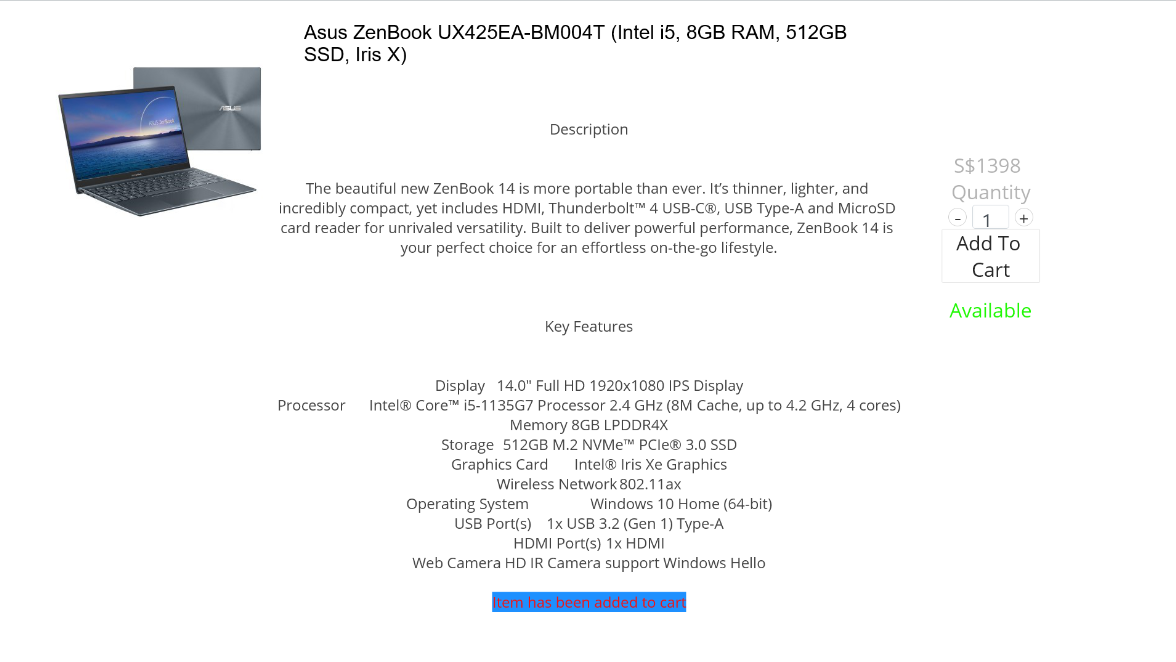 Asus ZenBook UX425EA-BM004T (Intel i5, 8GB RAM, 512GB
SSD, Iris X)
ASUS
Description
The beautiful new ZenBook 14 is more portable than ever. It’s thinner, lighter, and
incredibly compact, yet includes HDMI, Thunderbolt™ 4 USB-C®, USB Type-A and MicroSD
card reader for unrivaled versatility. Built to deliver powerful performance, ZenBook 14 is
your perfect choice for an effortless on-the-go lifestyle.
S$1398
Quantity
- 1 +
Add To
Cart
Available
Key Features
Display 14.0" Full HD 1920x1080 IPS Display
Processor Intel® Core™ i5-1135G7 Processor 2.4 GHz (8M Cache, up to 4.2 GHz, 4 cores)
Memory 8GB LPDDR4X
Storage 512GB M.2 NVMe™ PCIe® 3.0 SSD
Graphics Card Intel® Iris Xe Graphics
Wireless Network 802.11ax
Operating System Windows 10 Home (64-bit)
USB Port(s) 1x USB 3.2 (Gen 1) Type-A
HDMI Port(s) 1x HDMI
Web Camera HD IR Camera support Windows Hello
Item has been added to cart